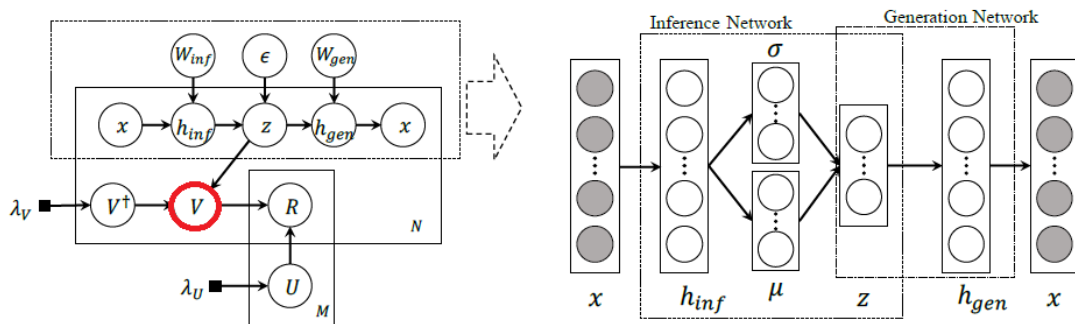 Inference Network
Generation Network
W_inf ϵ W_gen
σ
x h_inf z h_gen x
λ_V V† V R N
λ_U U M
μ
x h_inf z h_gen x